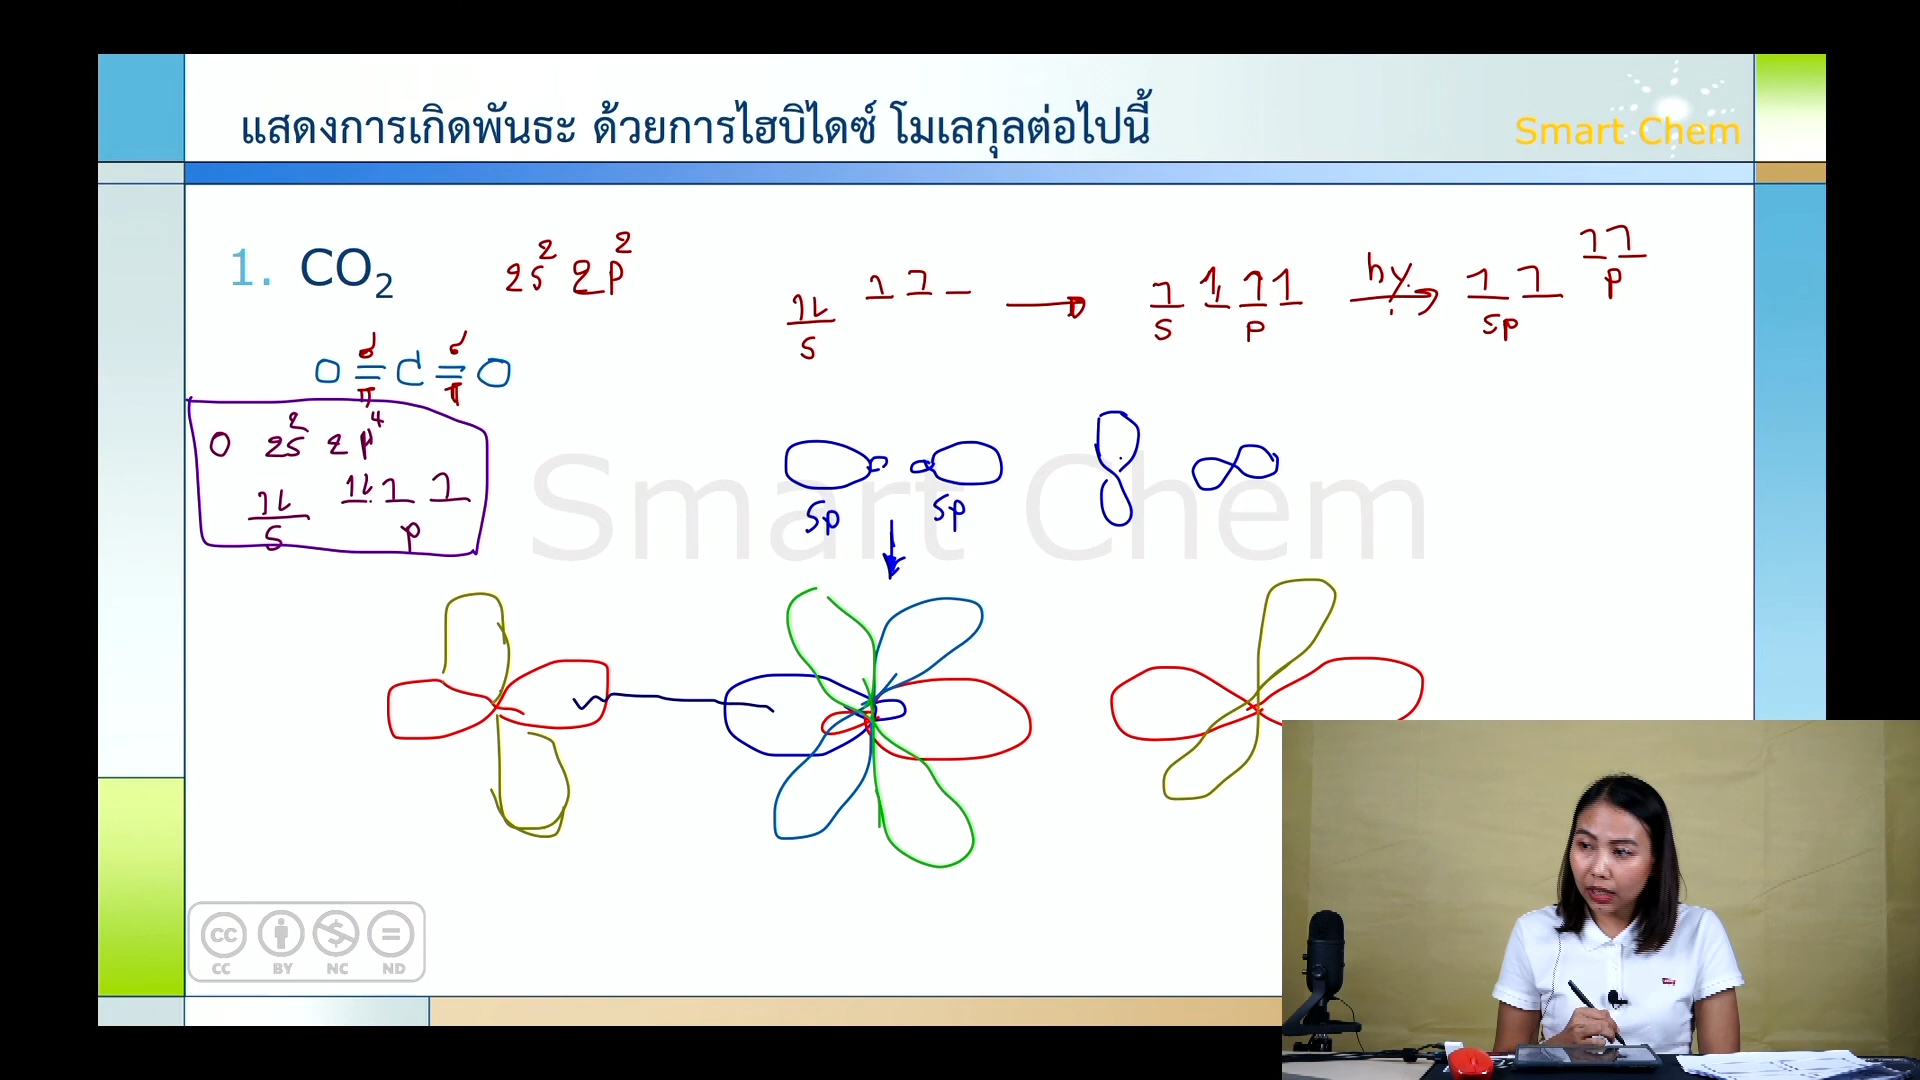 แสดงการเกิดพันธะ ด้วยการไฮบิไดซ์ โมเลกุลต่อไปนี้
Smart Chem
1. CO₂
2s² 2p²
s
s p
hy.
sp p
σ σ
O = C = O
π π
O 2s² 2p⁴
s p
sp sp
Smart Chem
CC BY NC ND